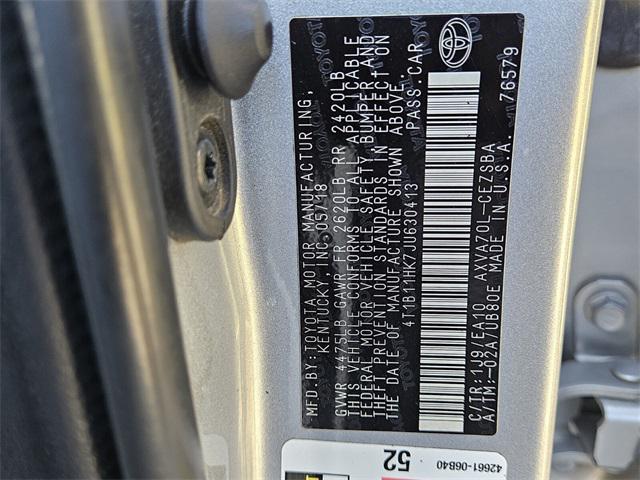 MFD. BY: TOYOTA MOTOR MANUFACTURING,
KENTUCKY, INC. 05/18
GVWR 4475LB GAWR FR 2620LB RR 2420LB
THIS VEHICLE CONFORMS TO ALL APPLICABLE
FEDERAL MOTOR VEHICLE SAFETY, BUMPER, AND
THEFT PREVENTION STANDARDS IN EFFECT ON
THE DATE OF MANUFACTURE SHOWN ABOVE.
4T1B11HK7JU630413 PASS. CAR
C/TR: 1J9/EA10 AXVA70L-CEZSBA
A/TM: -02A/UB80E MADE IN U.S.A. 76579
52
42661-06B40